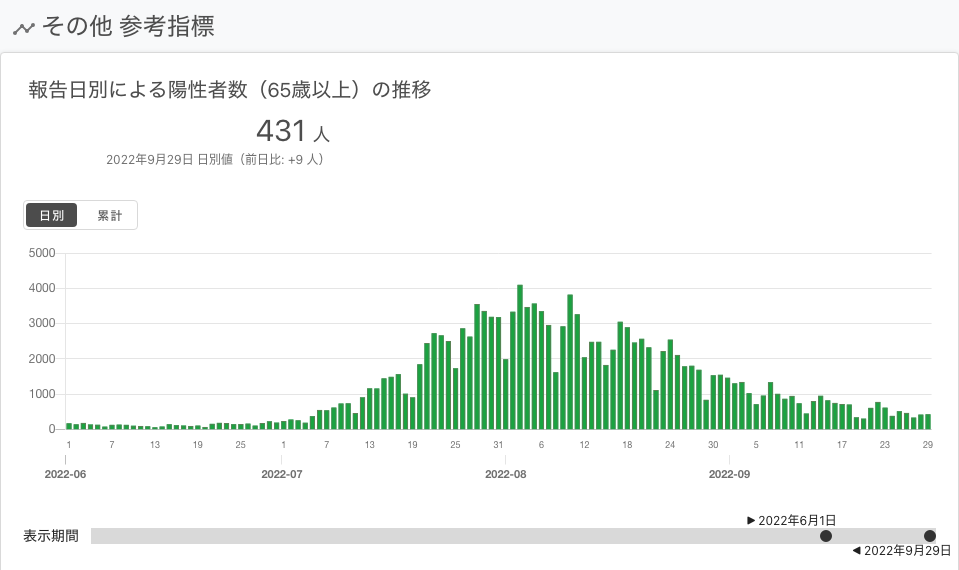 その他 参考指標
報告日別による陽性者数（65歳以上）の推移
431 人
2022年9月29日 日別値（前日比: +9 人）
日別 累計
5000
4000
3000
2000
1000
0
1 7 13 19 25 1 7 13 19 25 31 6 12 18 24 30 5 11 17 23 29
2022-06 2022-07 2022-08 2022-09
▶ 2022年6月1日
表示期間
◀ 2022年9月29日